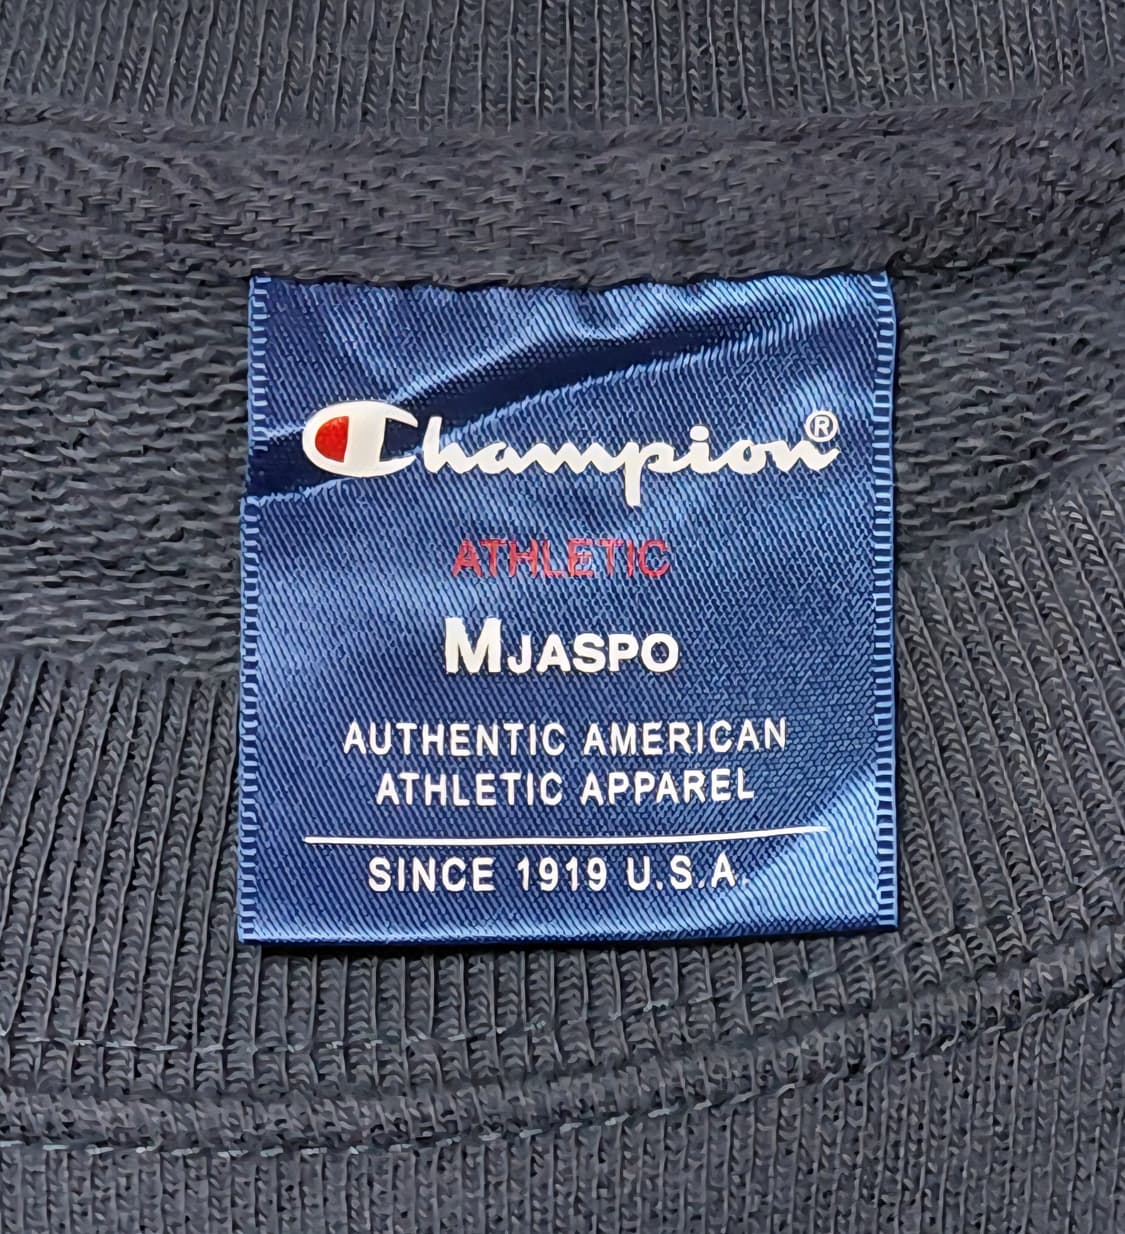 Champion®
ATHLETIC
MJASPO
AUTHENTIC AMERICAN
ATHLETIC APPAREL
SINCE 1919 U.S.A.